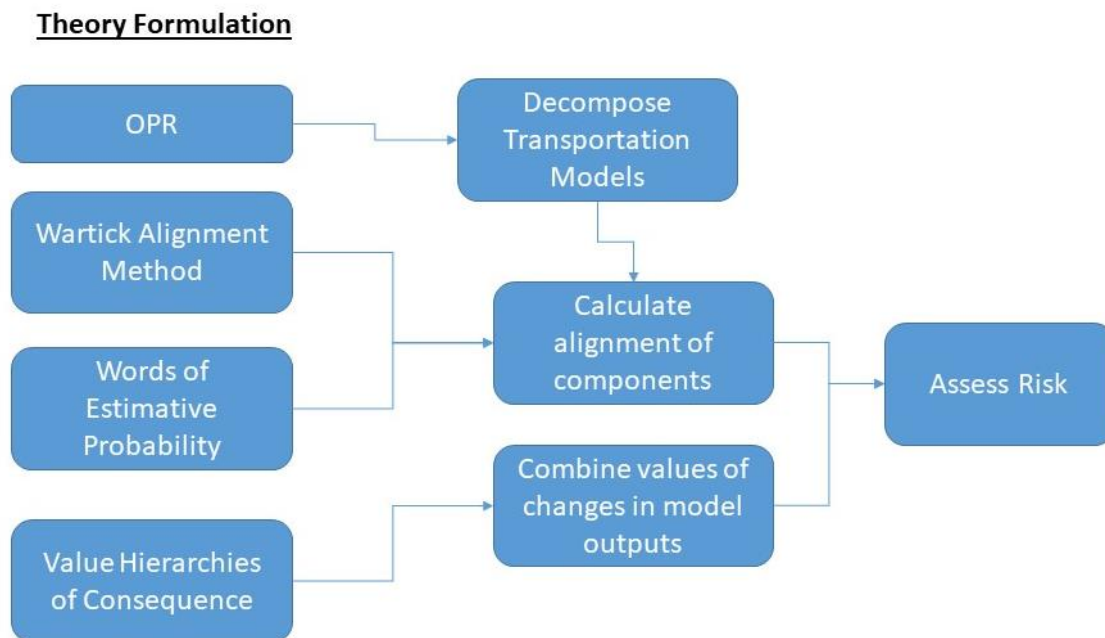 Theory Formulation
OPR
Decompose
Transportation
Models
Wartick Alignment
Method
Words of
Estimative
Probability
Calculate
alignment of
components
Assess Risk
Value Hierarchies
of Consequence
Combine values of
changes in model
outputs